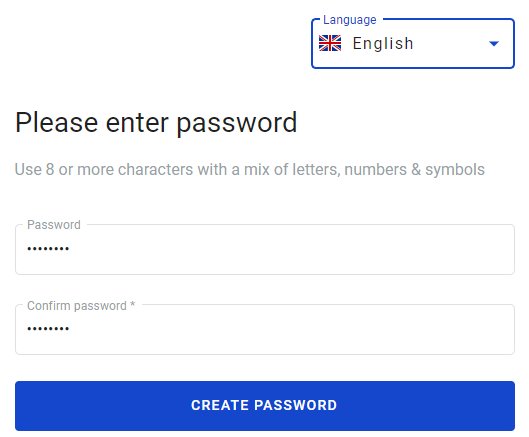 Language
English
Please enter password
Use 8 or more characters with a mix of letters, numbers & symbols
Password
••••••••
Confirm password *
••••••••
CREATE PASSWORD